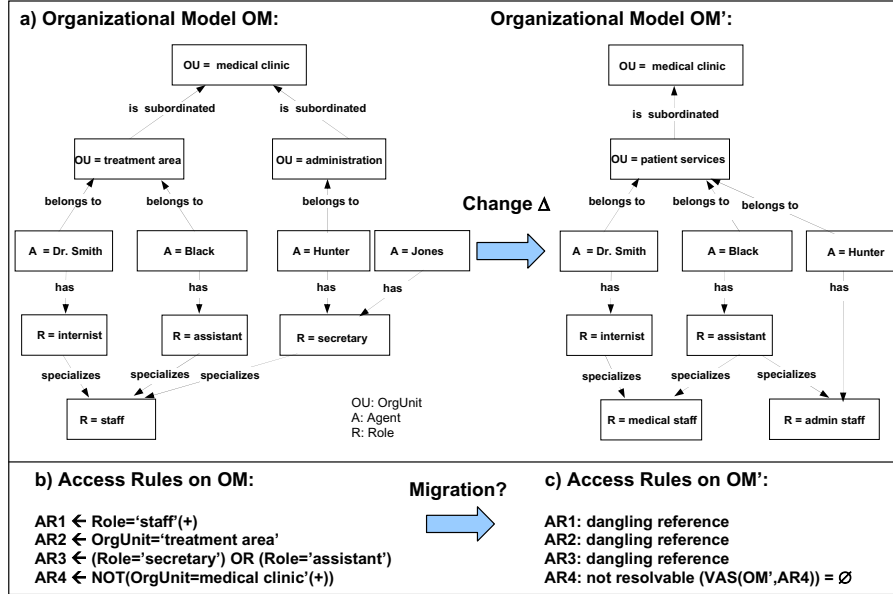 a) Organizational Model OM:
Organizational Model OM’:
OU = medical clinic
is subordinated
is subordinated
OU = treatment area
OU = administration
belongs to
belongs to
belongs to
A = Dr. Smith
A = Black
A = Hunter
A = Jones
has
has
has
has
R = internist
R = assistant
R = secretary
specializes
specializes
specializes
R = staff
OU: OrgUnit
A: Agent
R: Role
Change Δ
OU = medical clinic
is subordinated
OU = patient services
belongs to
belongs to
belongs to
A = Dr. Smith
A = Black
A = Hunter
has
has
has
R = internist
R = assistant
specializes
specializes
specializes
R = medical staff
R = admin staff
b) Access Rules on OM:
AR1 ← Role=‘staff’(+)
AR2 ← OrgUnit=‘treatment area’
AR3 ← (Role=’secretary’) OR (Role=’assistant’)
AR4 ← NOT(OrgUnit=medical clinic’(+))
Migration?
c) Access Rules on OM’:
AR1: dangling reference
AR2: dangling reference
AR3: dangling reference
AR4: not resolvable (VAS(OM’,AR4)) = ∅